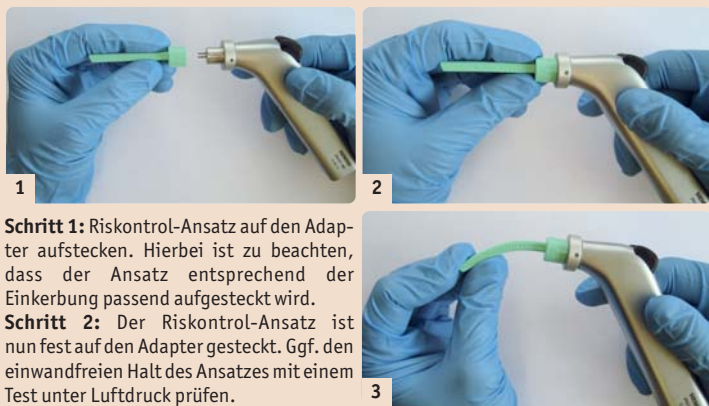 1
2
Schritt 1: Riskontrol-Ansatz auf den Adap-
ter aufstecken. Hierbei ist zu beachten,
dass der Ansatz entsprechend der
Einkerbung passend aufgesteckt wird.
Schritt 2: Der Riskontrol-Ansatz ist
nun fest auf den Adapter gesteckt. Ggf. den
einwandfreien Halt des Ansatzes mit einem
Test unter Luftdruck prüfen.
3